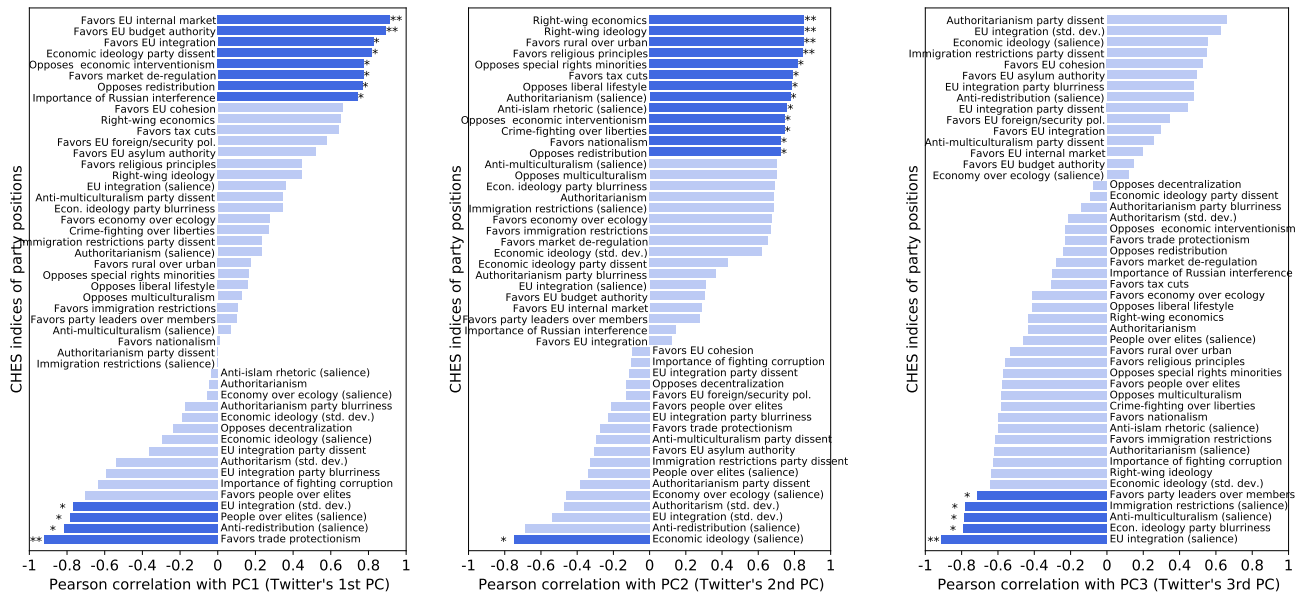 CHES indices of party positions
Favors EU internal market **
Favors EU budget authority **
Favors EU integration *
Economic ideology party dissent *
Opposes  economic interventionism *
Favors market de-regulation *
Opposes redistribution *
Importance of Russian interference *
Favors EU cohesion
Right-wing economics
Favors tax cuts
Favors EU foreign/security pol.
Favors EU asylum authority
Favors religious principles
Right-wing ideology
EU integration (salience)
Anti-multiculturalism party dissent
Econ. ideology party blurriness
Favors economy over ecology
Crime-fighting over liberties
Immigration restrictions party dissent
Authoritarianism (salience)
Favors rural over urban
Opposes special rights minorities
Opposes liberal lifestyle
Opposes multiculturalism
Favors immigration restrictions
Favors party leaders over members
Anti-multiculturalism (salience)
Favors nationalism
Authoritarianism party dissent
Immigration restrictions (salience)
Anti-islam rhetoric (salience)
Authoritarianism
Economy over ecology (salience)
Authoritarianism party blurriness
Economic ideology (std. dev.)
Opposes decentralization
Economic ideology (salience)
EU integration party dissent
Authoritarism (std. dev.)
EU integration party blurriness
Importance of fighting corruption
Favors people over elites
* EU integration (std. dev.)
* People over elites (salience)
* Anti-redistribution (salience)
** Favors trade protectionism
-1 -0.8 -0.6 -0.4 -0.2 0 0.2 0.4 0.6 0.8 1
Pearson correlation with PC1 (Twitter's 1st PC)
CHES indices of party positions
Right-wing economics **
Right-wing ideology **
Favors rural over urban **
Favors religious principles **
Opposes special rights minorities *
Favors tax cuts *
Opposes liberal lifestyle *
Authoritarianism (salience) *
Anti-islam rhetoric (salience) *
Opposes  economic interventionism *
Crime-fighting over liberties *
Favors nationalism *
Opposes redistribution *
Anti-multiculturalism (salience)
Opposes multiculturalism
Econ. ideology party blurriness
Authoritarianism
Immigration restrictions (salience)
Favors economy over ecology
Favors immigration restrictions
Favors market de-regulation
Economic ideology (std. dev.)
Economic ideology party dissent
Authoritarianism party blurriness
EU integration (salience)
Favors EU budget authority
Favors EU internal market
Favors party leaders over members
Importance of Russian interference
Favors EU integration
Favors EU cohesion
Importance of fighting corruption
EU integration party dissent
Opposes decentralization
Favors EU foreign/security pol.
Favors people over elites
EU integration party blurriness
Favors trade protectionism
Anti-multiculturalism party dissent
Favors EU asylum authority
Immigration restrictions party dissent
People over elites (salience)
Authoritarianism party dissent
Economy over ecology (salience)
Authoritarism (std. dev.)
EU integration (std. dev.)
Anti-redistribution (salience)
* Economic ideology (salience)
-1 -0.8 -0.6 -0.4 -0.2 0 0.2 0.4 0.6 0.8 1
Pearson correlation with PC2 (Twitter's 2nd PC)
CHES indices of party positions
Authoritarianism party dissent
EU integration (std. dev.)
Economic ideology (salience)
Immigration restrictions party dissent
Favors EU cohesion
Favors EU asylum authority
EU integration party blurriness
Anti-redistribution (salience)
EU integration party dissent
Favors EU foreign/security pol.
Favors EU integration
Anti-multiculturalism party dissent
Favors EU internal market
Favors EU budget authority
Economy over ecology (salience)
Opposes decentralization
Economic ideology party dissent
Authoritarianism party blurriness
Authoritarism (std. dev.)
Opposes  economic interventionism
Favors trade protectionism
Opposes redistribution
Favors market de-regulation
Importance of Russian interference
Favors tax cuts
Favors economy over ecology
Opposes liberal lifestyle
Right-wing economics
Authoritarianism
People over elites (salience)
Favors rural over urban
Favors religious principles
Opposes special rights minorities
Favors people over elites
Opposes multiculturalism
Crime-fighting over liberties
Favors nationalism
Anti-islam rhetoric (salience)
Favors immigration restrictions
Authoritarianism (salience)
Importance of fighting corruption
Right-wing ideology
Economic ideology (std. dev.)
* Favors party leaders over members
* Immigration restrictions (salience)
* Anti-multiculturalism (salience)
* Econ. ideology party blurriness
** EU integration (salience)
-1 -0.8 -0.6 -0.4 -0.2 0 0.2 0.4 0.6 0.8 1
Pearson correlation with PC3 (Twitter's 3rd PC)